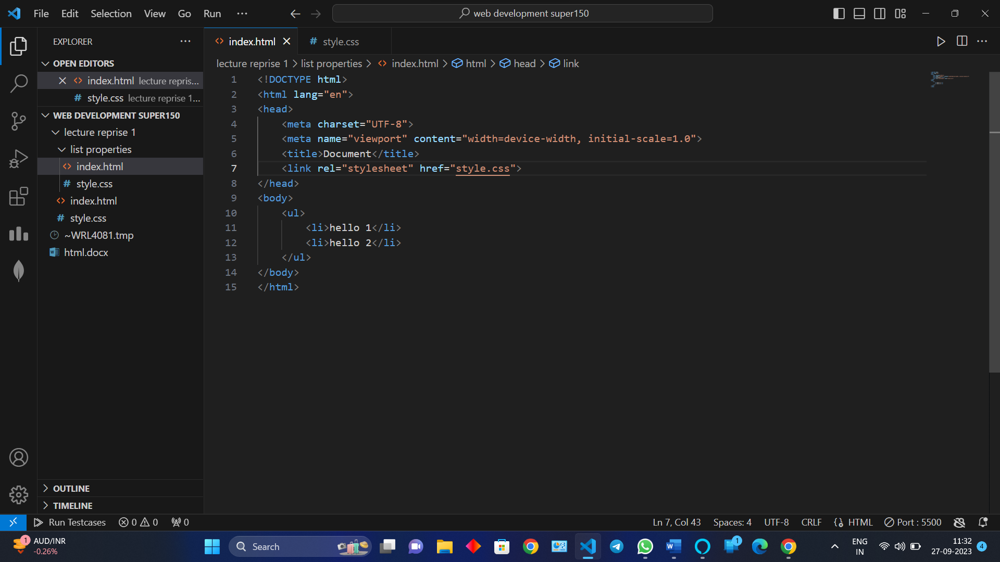 File Edit Selection View Go Run ··· web development super150
EXPLORER ···
OPEN EDITORS
index.html lecture repris...
style.css lecture reprise 1...
WEB DEVELOPMENT SUPER150
lecture reprise 1
list properties
index.html
style.css
index.html
style.css
~WRL4081.tmp
html.docx
OUTLINE
TIMELINE
index.html style.css
lecture reprise 1 > list properties > index.html > html > head > link
1 <!DOCTYPE html>
2 <html lang="en">
3 <head>
4 <meta charset="UTF-8">
5 <meta name="viewport" content="width=device-width, initial-scale=1.0">
6 <title>Document</title>
7 <link rel="stylesheet" href="style.css">
8 </head>
9 <body>
10 <ul>
11 <li>hello 1</li>
12 <li>hello 2</li>
13 </ul>
14 </body>
15 </html>
Run Testcases 0 0 0 Ln 7, Col 43 Spaces: 4 UTF-8 CRLF HTML Port : 5500
1 AUD/INR
-0.26%
Search
W
1
ENG
IN
11:32
27-09-2023
4